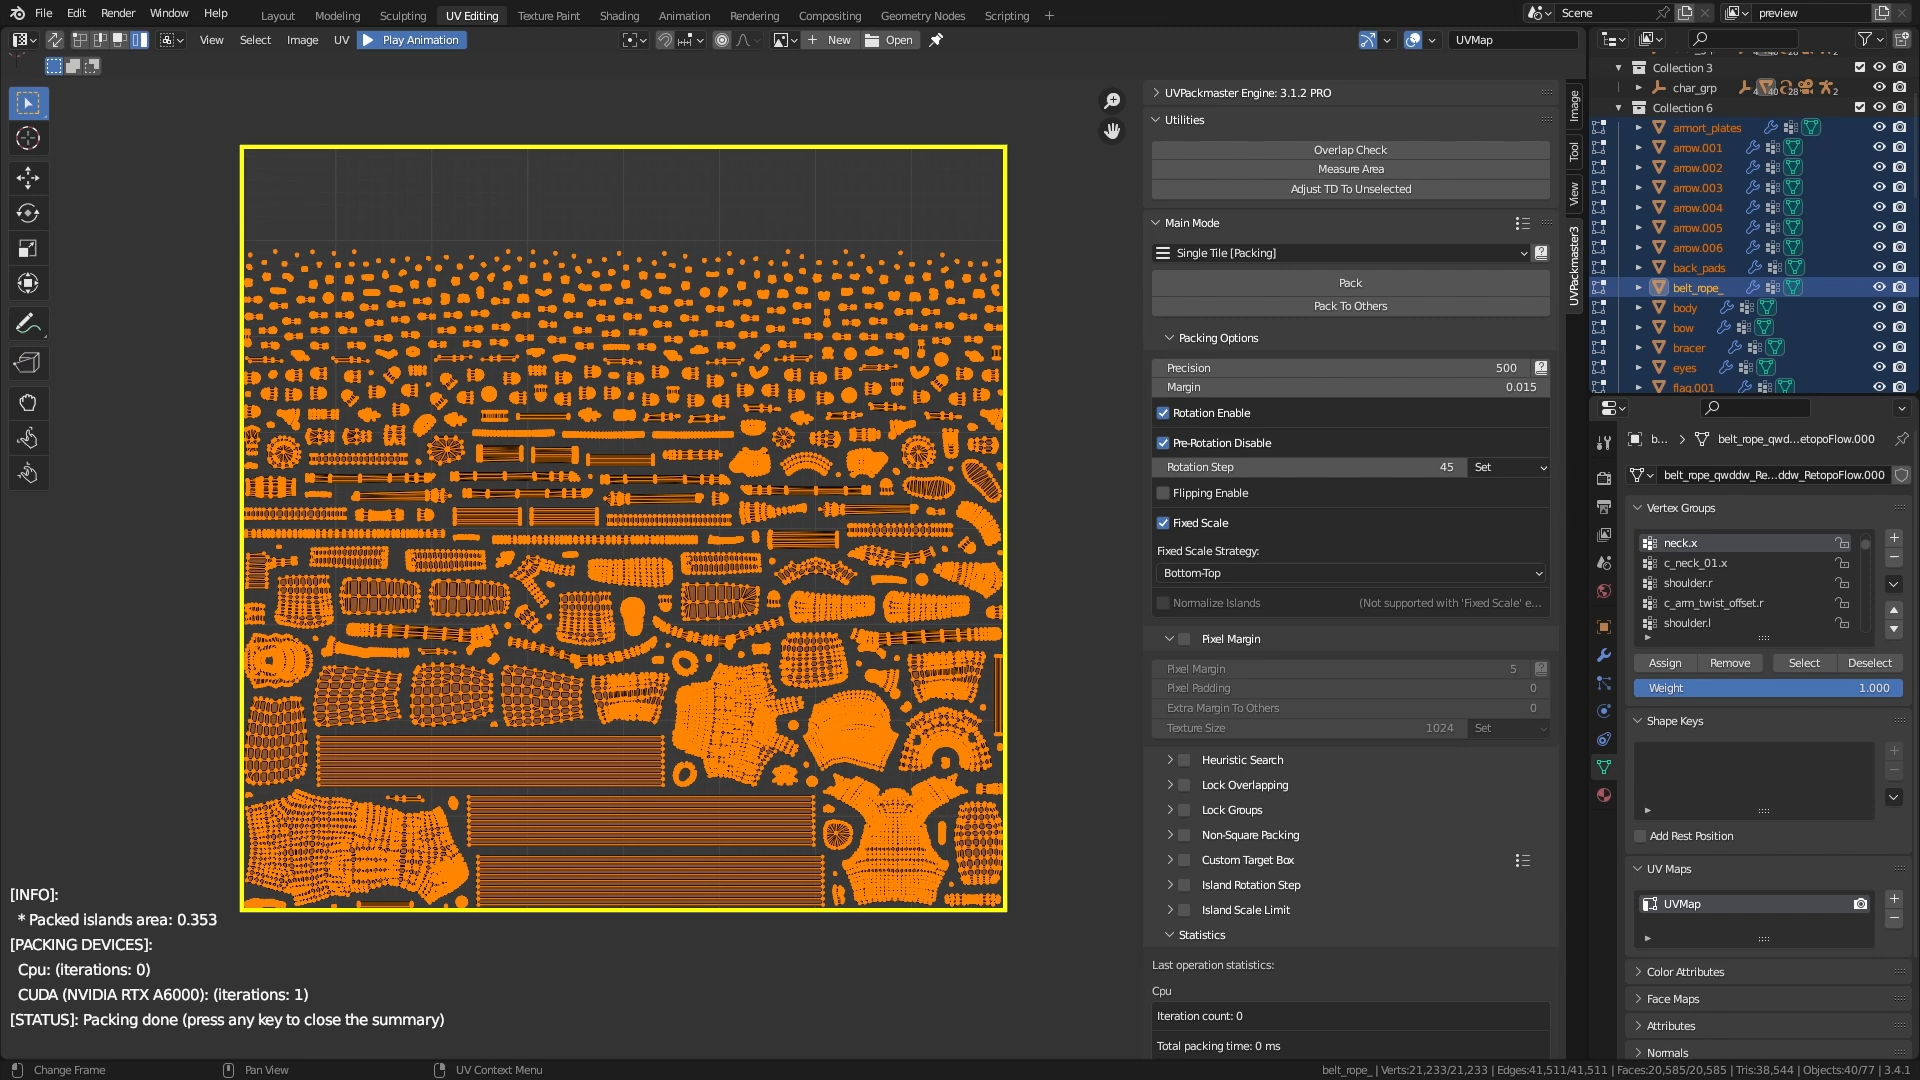 File Edit Render Window Help Layout Modeling Sculpting UV Editing Texture Paint Shading Animation Rendering Compositing Geometry Nodes Scripting + Scene preview
View Select Image UV Play Animation New Open UVMap
UVPackmaster Engine: 3.1.2 PRO
Utilities
Overlap Check
Measure Area
Adjust TD To Unselected
Main Mode
Single Tile [Packing]
Pack
Pack To Others
Packing Options
Precision 500
Margin 0.015
Rotation Enable
Pre-Rotation Disable
Rotation Step 45 Set
Flipping Enable
Fixed Scale
Fixed Scale Strategy:
Bottom-Top
Normalize Islands (Not supported with 'Fixed Scale' e...
Pixel Margin
Pixel Margin 5
Pixel Padding 0
Extra Margin To Others 0
Texture Size 1024 Set
Heuristic Search
Lock Overlapping
Lock Groups
Non-Square Packing
Custom Target Box
Island Rotation Step
Island Scale Limit
Statistics
Last operation statistics:
Cpu
Iteration count: 0
Total packing time: 0 ms
Image
Tool
View
UVPackmaster3
Collection 3
char_grp 4 40 28 2
Collection 6
armort_plates
arrow.001
arrow.002
arrow.003
arrow.004
arrow.005
arrow.006
back_pads
belt_rope_
body
bow
bracer
eyes
flag.001
b... belt_rope_qwd...etopoFlow.000
belt_rope_qwddw_Re...ddw_RetopoFlow.000
Vertex Groups
neck.x
c_neck_01.x
shoulder.r
c_arm_twist_offset.r
shoulder.l
Assign Remove Select Deselect
Weight 1.000
Shape Keys
Add Rest Position
UV Maps
UVMap
Color Attributes
Face Maps
Attributes
Normals
[INFO]:
* Packed islands area: 0.353
[PACKING DEVICES]:
Cpu: (iterations: 0)
CUDA (NVIDIA RTX A6000): (iterations: 1)
[STATUS]: Packing done (press any key to close the summary)
Change Frame Pan View UV Context Menu belt_rope_ | Verts:21,233/21,233 | Edges:41,511/41,511 | Faces:20,585/20,585 | Tris:38,544 | Objects:40/77 | 3.4.1